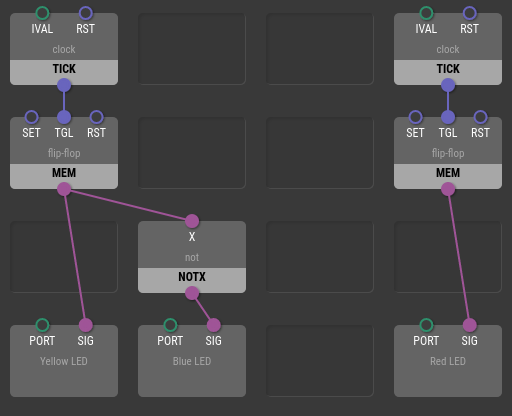 IVAL RST IVAL RST
clock clock
TICK TICK
SET TGL RST SET TGL RST
flip-flop flip-flop
MEM MEM
X
not
NOTX
PORT SIG PORT SIG PORT SIG
Yellow LED Blue LED Red LED